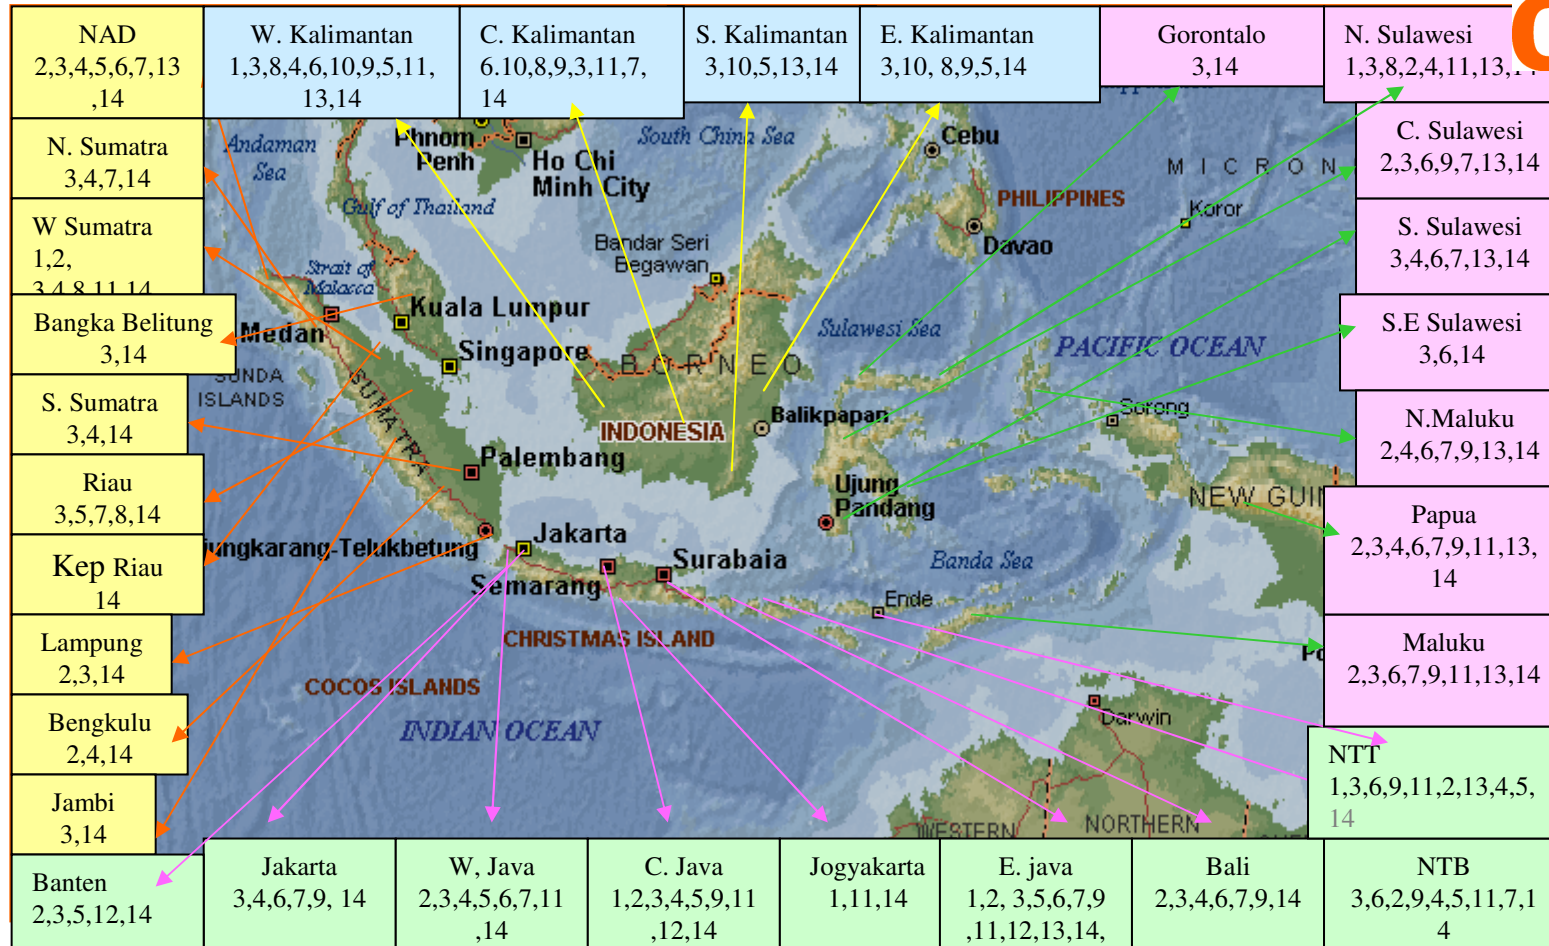 NAD
2,3,4,5,6,7,13
,14
W. Kalimantan
1,3,8,4,6,10,9,5,11,
13,14
C. Kalimantan
6.10,8,9,3,11,7,
14
S. Kalimantan
3,10,5,13,14
E. Kalimantan
3,10, 8,9,5,14
Gorontalo
3,14
N. Sulawesi
1,3,8,2,4,11,13,14
N. Sumatra
3,4,7,14
W Sumatra
1,2,
3,4,8,11,14
Bangka Belitung
3,14
S. Sumatra
3,4,14
Riau
3,5,7,8,14
Kep Riau
14
Lampung
2,3,14
Bengkulu
2,4,14
Jambi
3,14
Banten
2,3,5,12,14
C. Sulawesi
2,3,6,9,7,13,14
S. Sulawesi
3,4,6,7,13,14
S.E Sulawesi
3,6,14
N.Maluku
2,4,6,7,9,13,14
Papua
2,3,4,6,7,9,11,13,
14
Maluku
2,3,6,7,9,11,13,14
NTT
1,3,6,9,11,2,13,4,5,
14
Jakarta
3,4,6,7,9, 14
W, Java
2,3,4,5,6,7,11
,14
C. Java
1,2,3,4,5,9,11
,12,14
Jogyakarta
1,11,14
E. java
1,2, 3,5,6,7,9
,11,12,13,14,
Bali
2,3,4,6,7,9,14
NTB
3,6,2,9,4,5,11,7,1
4
Andaman
Sea
Phnom
Penh
Ho Chi
Minh City
South China Sea
Cebu
MICRON
Gulf of Thailand
PHILIPPINES
Koror
Davao
Bandar Seri
Begawan
Strait of
Malacca
Kuala Lumpur
Medan
Singapore
Sulawesi Sea
PACIFIC OCEAN
BORNEO
SUNDA
ISLANDS
SUMATRA
INDONESIA
Balikpapan
Sorong
Palembang
Ujung
Pandang
NEW GUI
ungkarang-Telukbetung
Jakarta
Semarang
Surabaia
Banda Sea
Ende
CHRISTMAS ISLAND
COCOS ISLANDS
INDIAN OCEAN
Darwin
WESTERN
NORTHERN